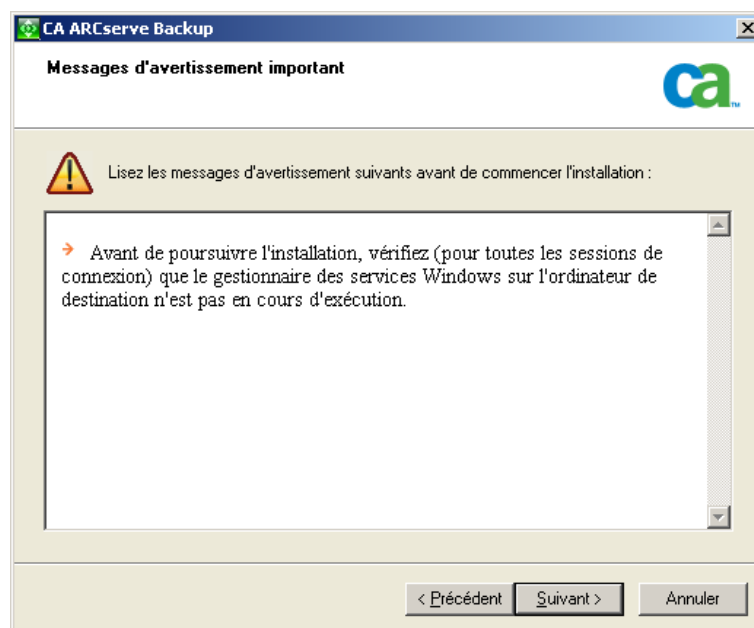 CA ARCserve Backup
Messages d'avertissement important
ca
TM
Lisez les messages d'avertissement suivants avant de commencer l'installation :
Avant de poursuivre l'installation, vérifiez (pour toutes les sessions de
connexion) que le gestionnaire des services Windows sur l'ordinateur de
destination n'est pas en cours d'exécution.
< Précédent
Suivant >
Annuler